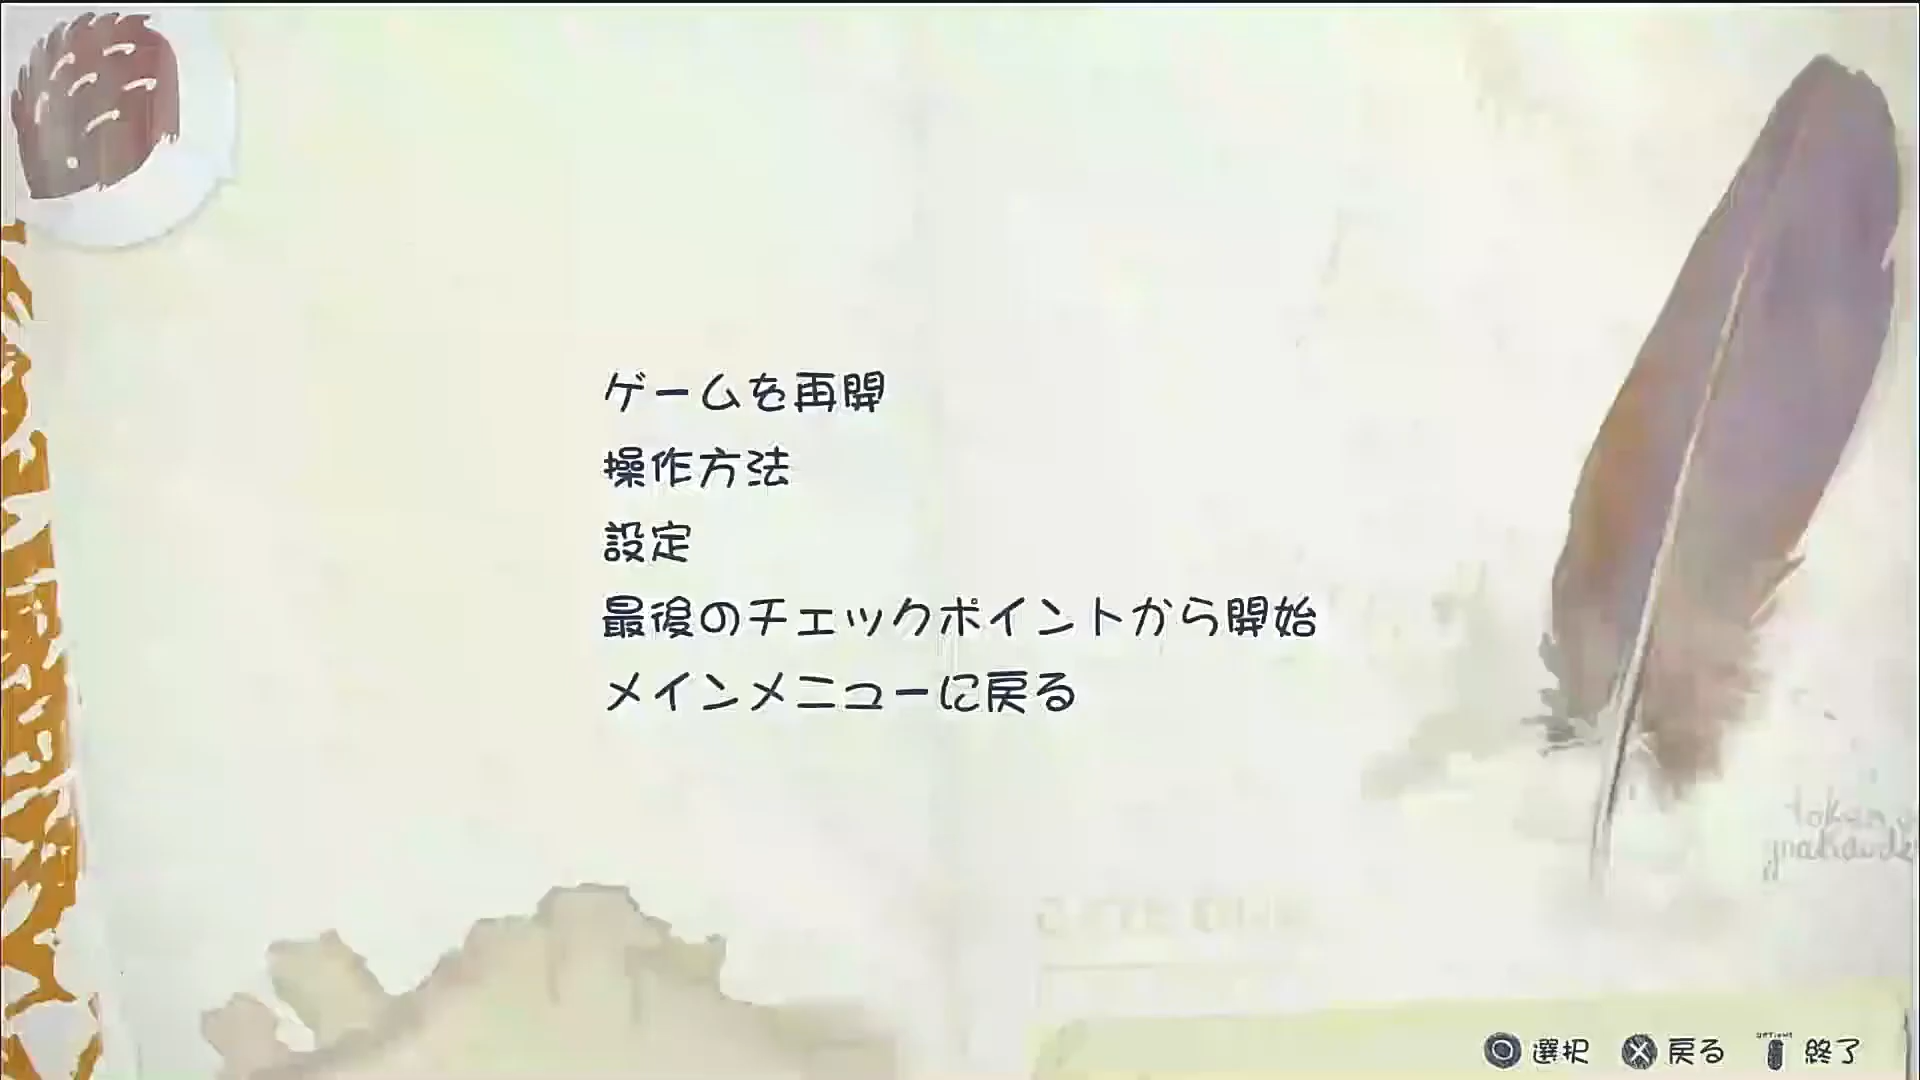 ゲームを再開
操作方法
設定
最後のチェックポイントから開始
メインメニューに戻る
選択 戻る OPTIONS 終了